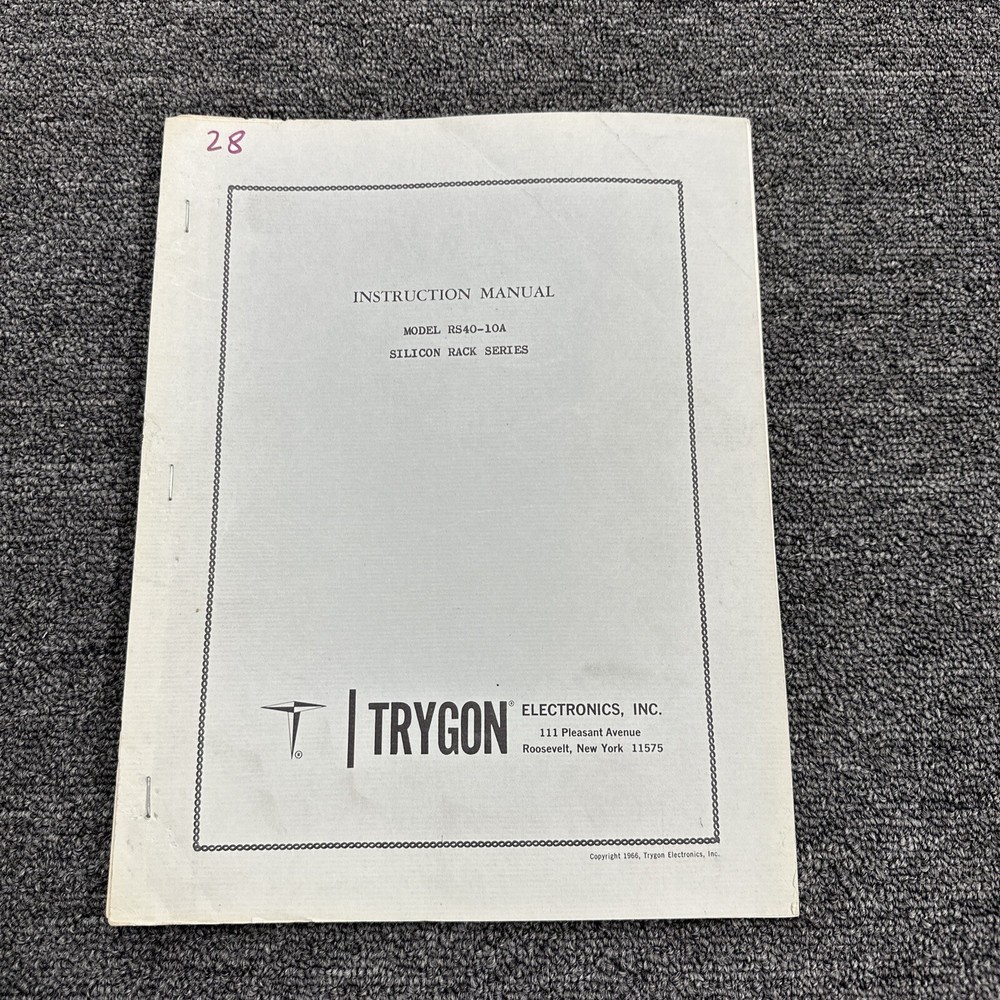 28
INSTRUCTION MANUAL
MODEL RS40-10A
SILICON RACK SERIES
®
TRYGON® ELECTRONICS, INC.
111 Pleasant Avenue
Roosevelt, New York 11575
Copyright 1966, Trygon Electronics, Inc.